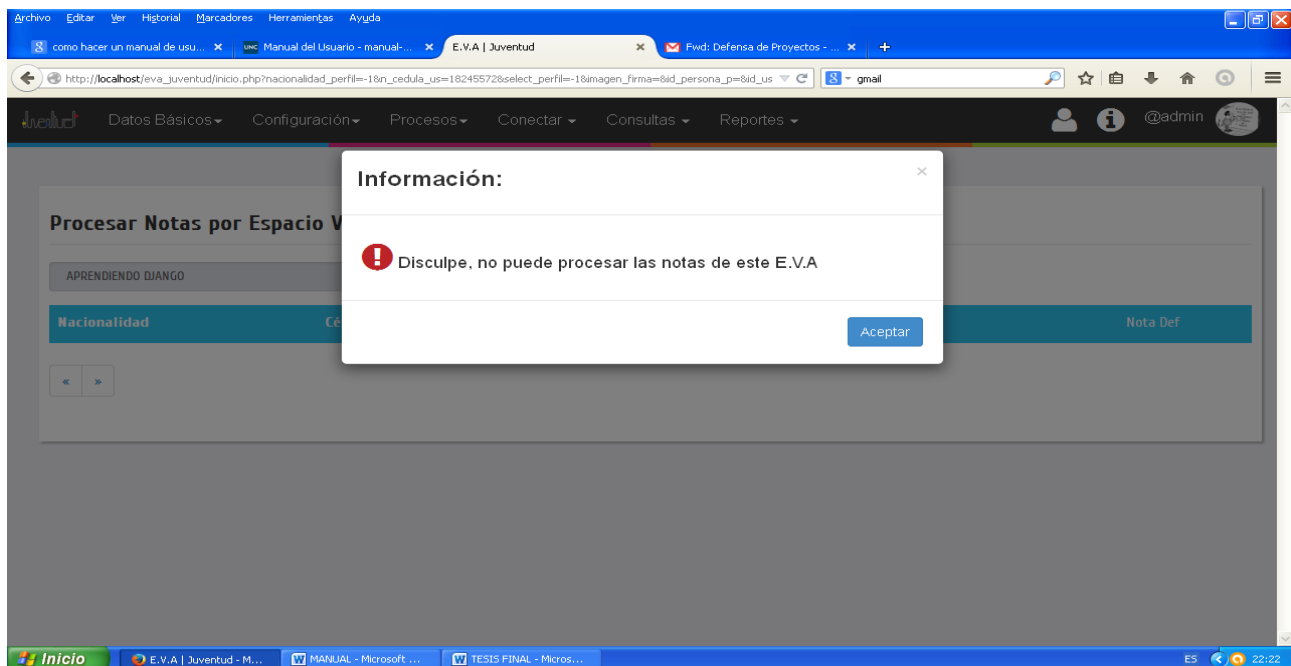 Archivo Editar Ver Historial Marcadores Herramientas Ayuda
como hacer un manual de usu... Manual del Usuario - manual-... E.V.A | Juventud Fwd: Defensa de Proyectos - ...
http://localhost/eva_juventud/inicio.php?nacionalidad_perfil=-1&n_cedula_us=18245572&select_perfil=-1&imagen_firma=&id_persona_p=&id_us gmail
Juventud Datos Básicos Configuración Procesos Conectar Consultas Reportes @admin
Información: ×
Procesar Notas por Espacio V
Disculpe, no puede procesar las notas de este E.V.A
APRENDIENDO DJANGO
Nacionalidad Cé Nota Def
Aceptar
« »
Inicio E.V.A | Juventud - M... MANUAL - Microsoft ... TESIS FINAL - Micros... ES 22:22